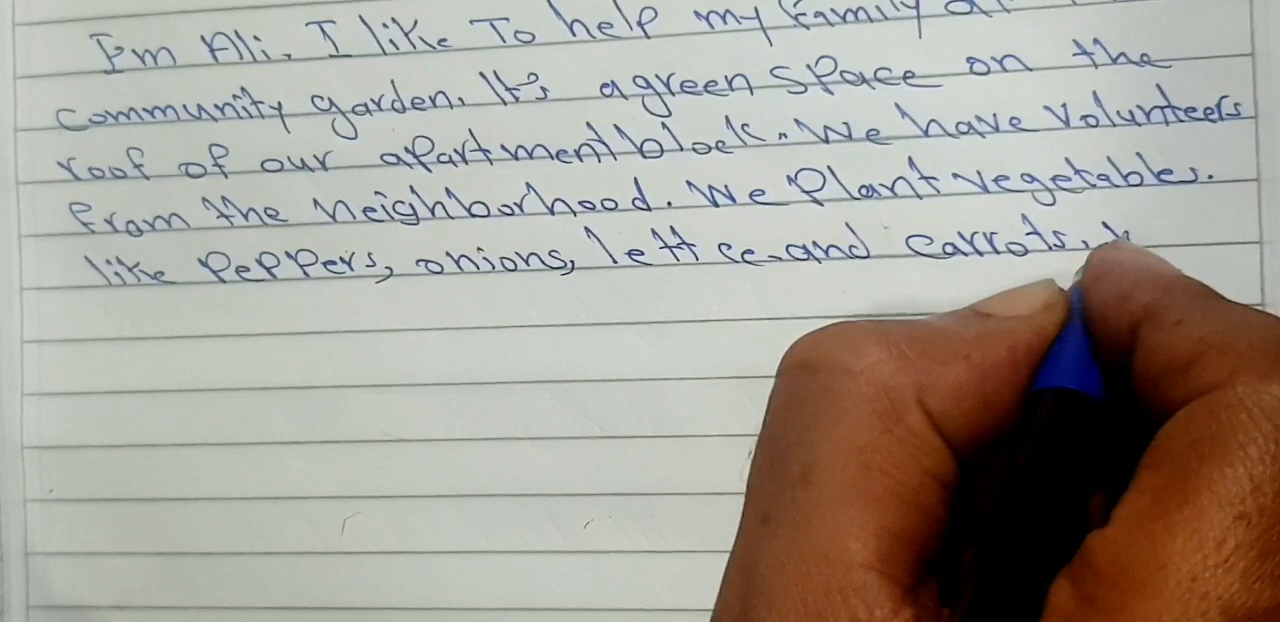 I'm Ali. I like To help my family
community garden. It's agreen space on the
roof of our apartment block. We have volunteers
from the neighborhood. We Plant vegetables.
like Peppers, onions, lettce and carrots.